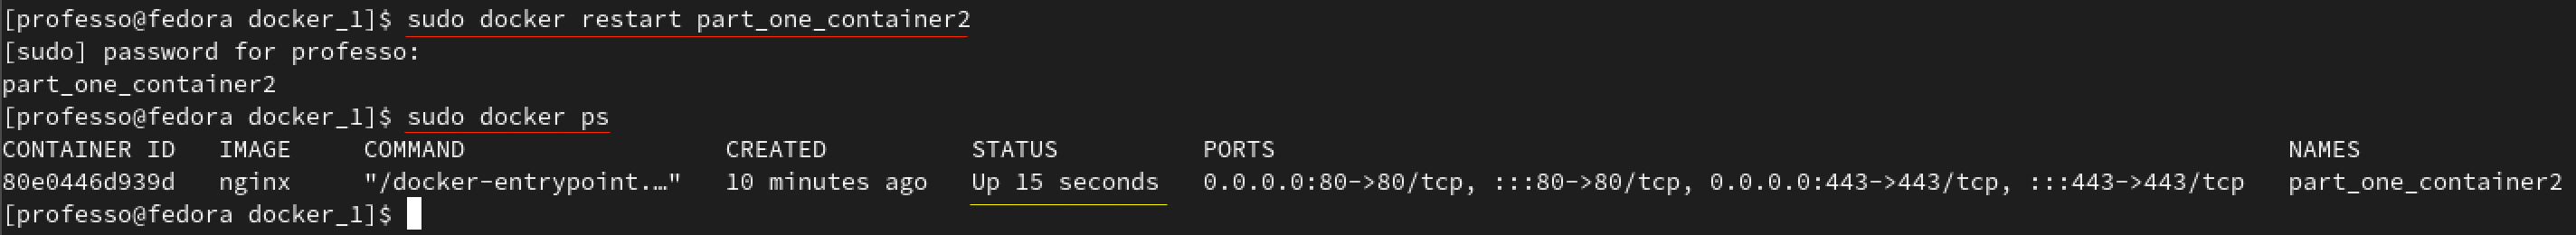 [professo@fedora docker_1]$ sudo docker restart part_one_container2
[sudo] password for professo:
part_one_container2
[professo@fedora docker_1]$ sudo docker ps
CONTAINER ID   IMAGE     COMMAND                  CREATED          STATUS          PORTS                                                                      NAMES
80e0446d939d   nginx     "/docker-entrypoint.…"   10 minutes ago   Up 15 seconds   0.0.0.0:80->80/tcp, :::80->80/tcp, 0.0.0.0:443->443/tcp, :::443->443/tcp   part_one_container2
[professo@fedora docker_1]$